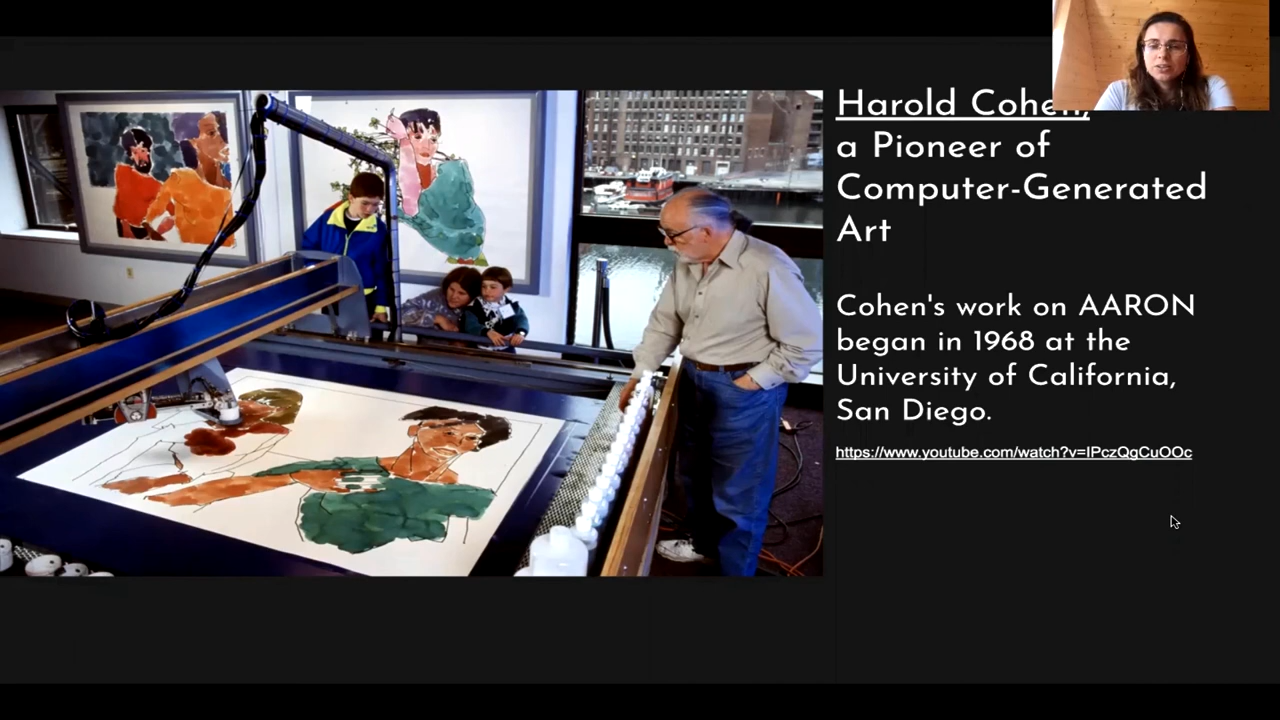 Harold Cohen,
a Pioneer of
Computer-Generated
Art
Cohen's work on AARON
began in 1968 at the
University of California,
San Diego.
https://www.youtube.com/watch?v=IPczQgCuOOc